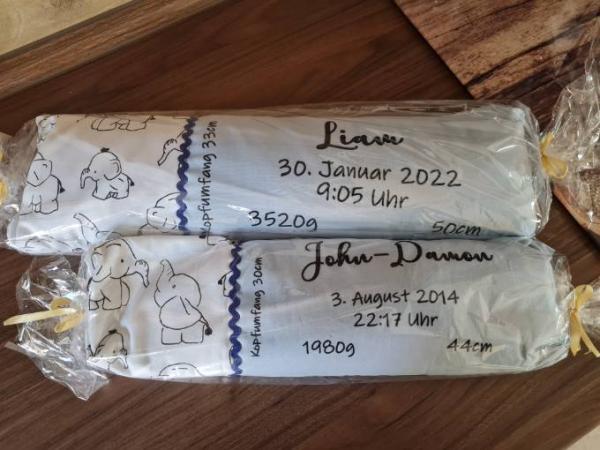 Liam
30. Januar 2022
9:05 Uhr
3520g 50cm
Kopfumfang 33cm
John-Damon
3. August 2014
22:17 Uhr
1980g 44cm
Kopfumfang 30cm